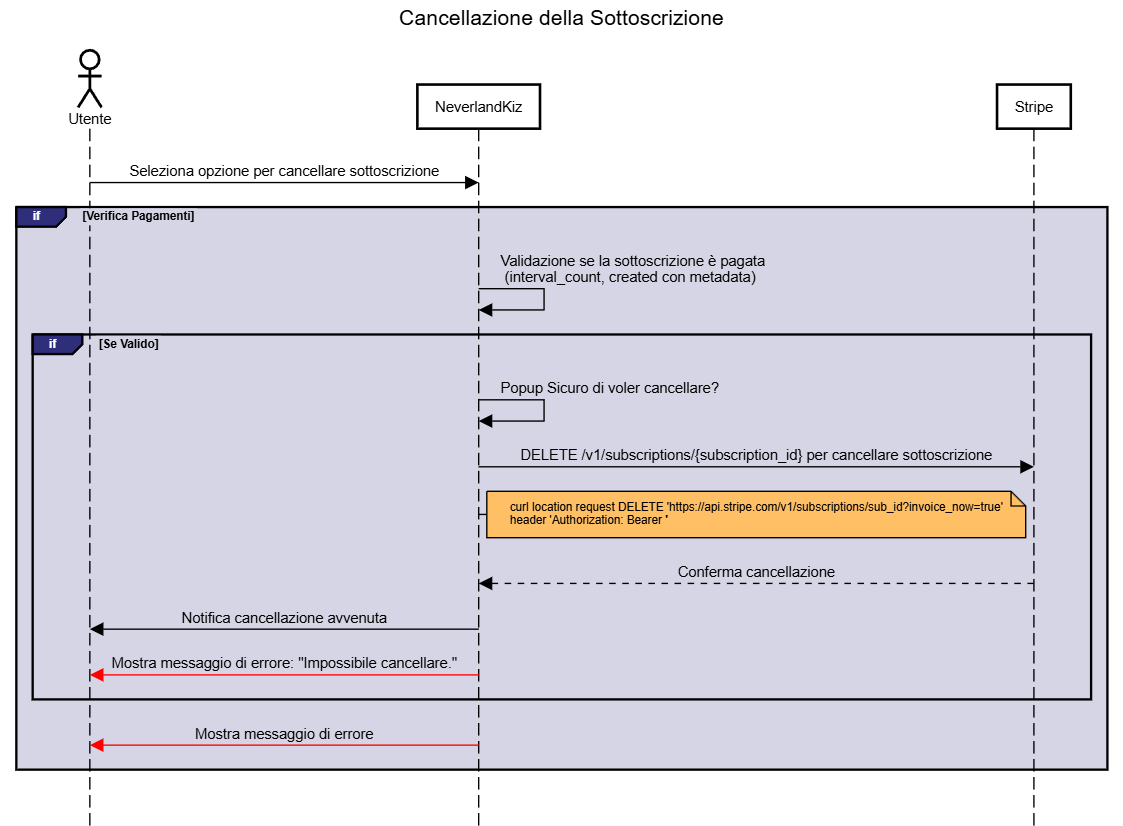 Cancellazione della Sottoscrizione
Utente
NeverlandKiz
Stripe
Seleziona opzione per cancellare sottoscrizione
if
[Verifica Pagamenti]
Validazione se la sottoscrizione è pagata
(interval_count, created con metadata)
if
[Se Valido]
Popup Sicuro di voler cancellare?
DELETE /v1/subscriptions/{subscription_id} per cancellare sottoscrizione
curl location request DELETE 'https://api.stripe.com/v1/subscriptions/sub_id?invoice_now=true'
header 'Authorization: Bearer '
Conferma cancellazione
Notifica cancellazione avvenuta
Mostra messaggio di errore: "Impossibile cancellare."
Mostra messaggio di errore